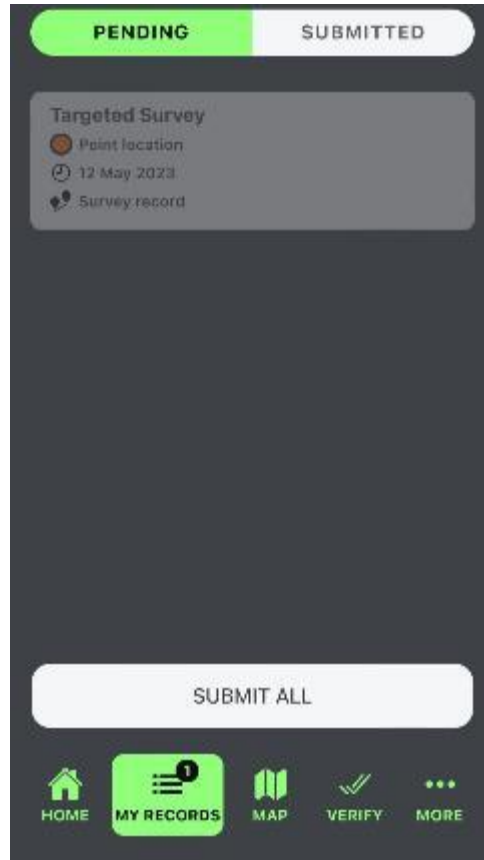 PENDING
SUBMITTED
Targeted Survey
Point location
12 May 2023
Survey record
SUBMIT ALL
1
HOME
MY RECORDS
MAP
VERIFY
MORE